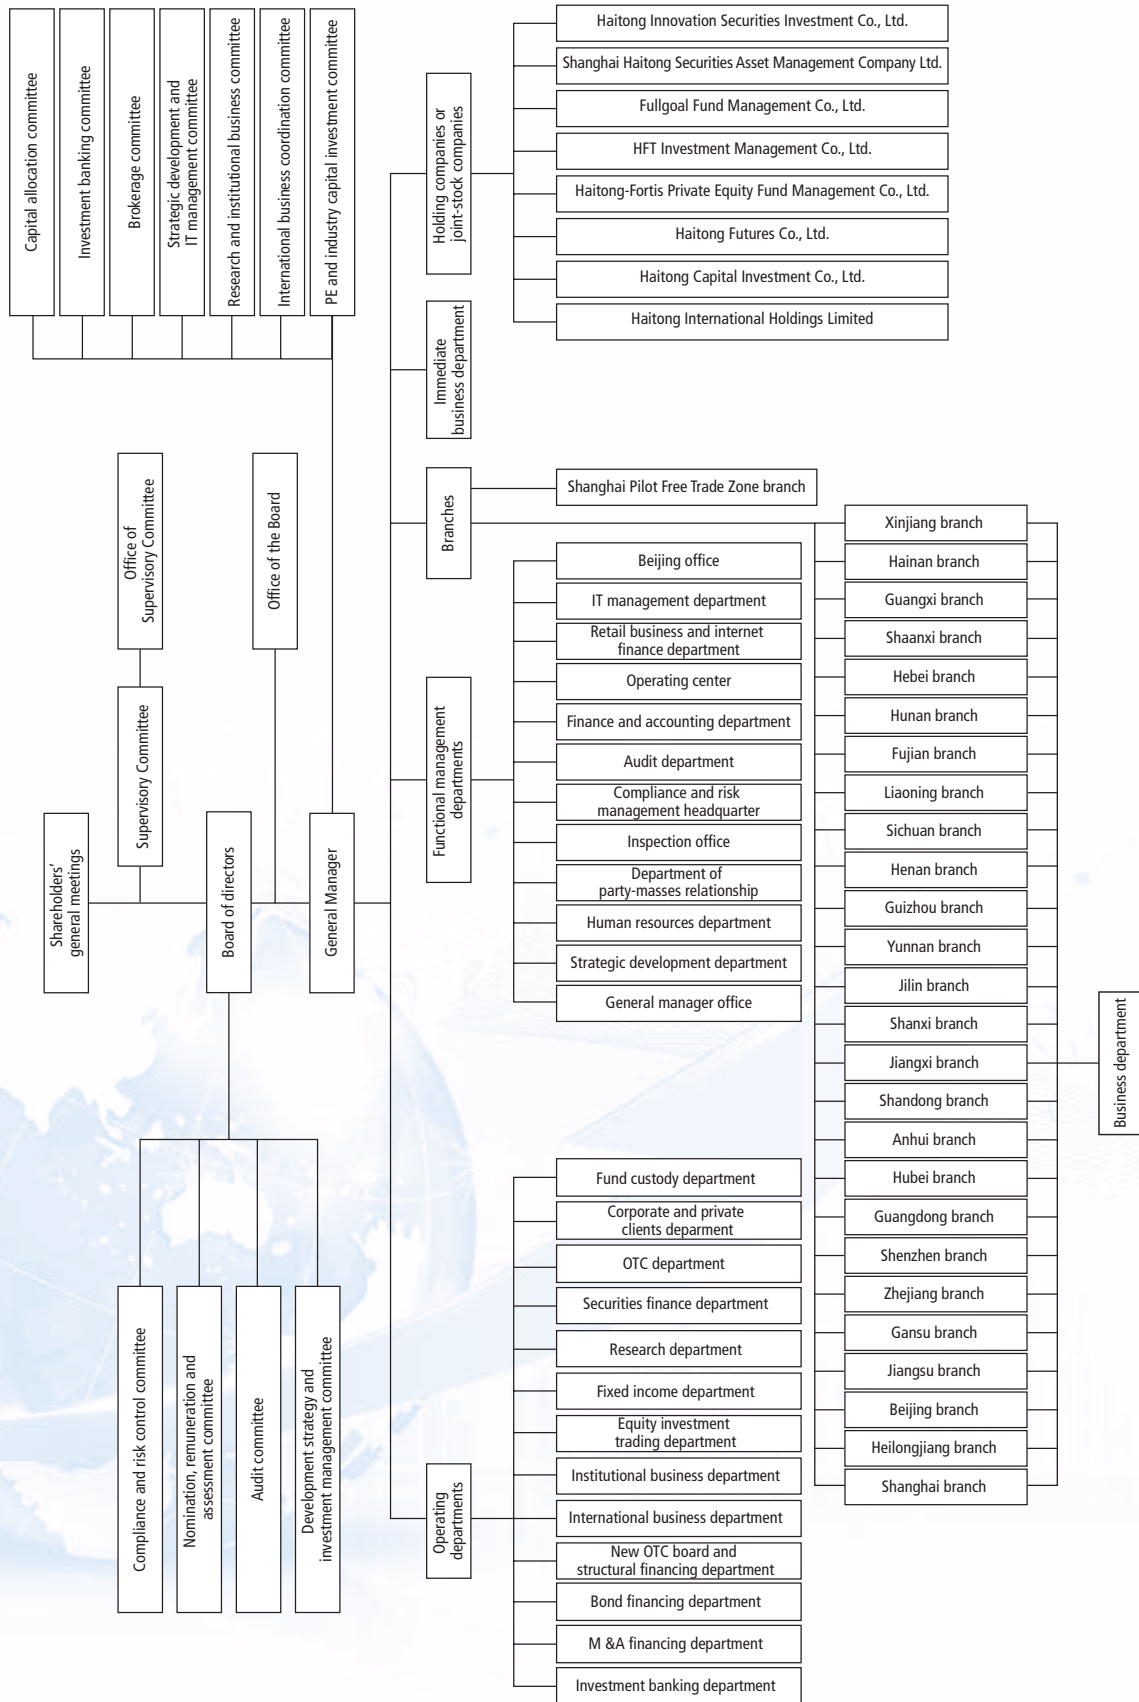 Capital allocation committee
Investment banking committee
Brokerage committee
Strategic development and
IT management committee
Research and institutional business committee
International business coordination committee
PE and industry capital investment committee
Office of
Supervisory Committee
Office of the Board
Supervisory Committee
Shareholders'
general meetings
Board of directors
General Manager
Compliance and risk control committee
Nomination, remuneration and
assessment committee
Audit committee
Development strategy and
investment management committee
Holding companies or
joint-stock companies
Haitong Innovation Securities Investment Co., Ltd.
Shanghai Haitong Securities Asset Management Company Ltd.
Fullgoal Fund Management Co., Ltd.
HFT Investment Management Co., Ltd.
Haitong-Fortis Private Equity Fund Management Co., Ltd.
Haitong Futures Co., Ltd.
Haitong Capital Investment Co., Ltd.
Haitong International Holdings Limited
Immediate
business department
Branches
Shanghai Pilot Free Trade Zone branch
Xinjiang branch
Hainan branch
Guangxi branch
Shaanxi branch
Hebei branch
Hunan branch
Fujian branch
Liaoning branch
Sichuan branch
Henan branch
Guizhou branch
Yunnan branch
Jilin branch
Shanxi branch
Jiangxi branch
Shandong branch
Anhui branch
Hubei branch
Guangdong branch
Shenzhen branch
Zhejiang branch
Gansu branch
Jiangsu branch
Beijing branch
Heilongjiang branch
Shanghai branch
Business department
Functional management
departments
Beijing office
IT management department
Retail business and internet
finance department
Operating center
Finance and accounting department
Audit department
Compliance and risk
management headquarter
Inspection office
Department of
party-masses relationship
Human resources department
Strategic development department
General manager office
Operating
departments
Fund custody department
Corporate and private
clients deparment
OTC department
Securities finance department
Research department
Fixed income department
Equity investment
trading department
Institutional business department
International business department
New OTC board and
structural financing department
Bond financing department
M &A financing department
Investment banking department